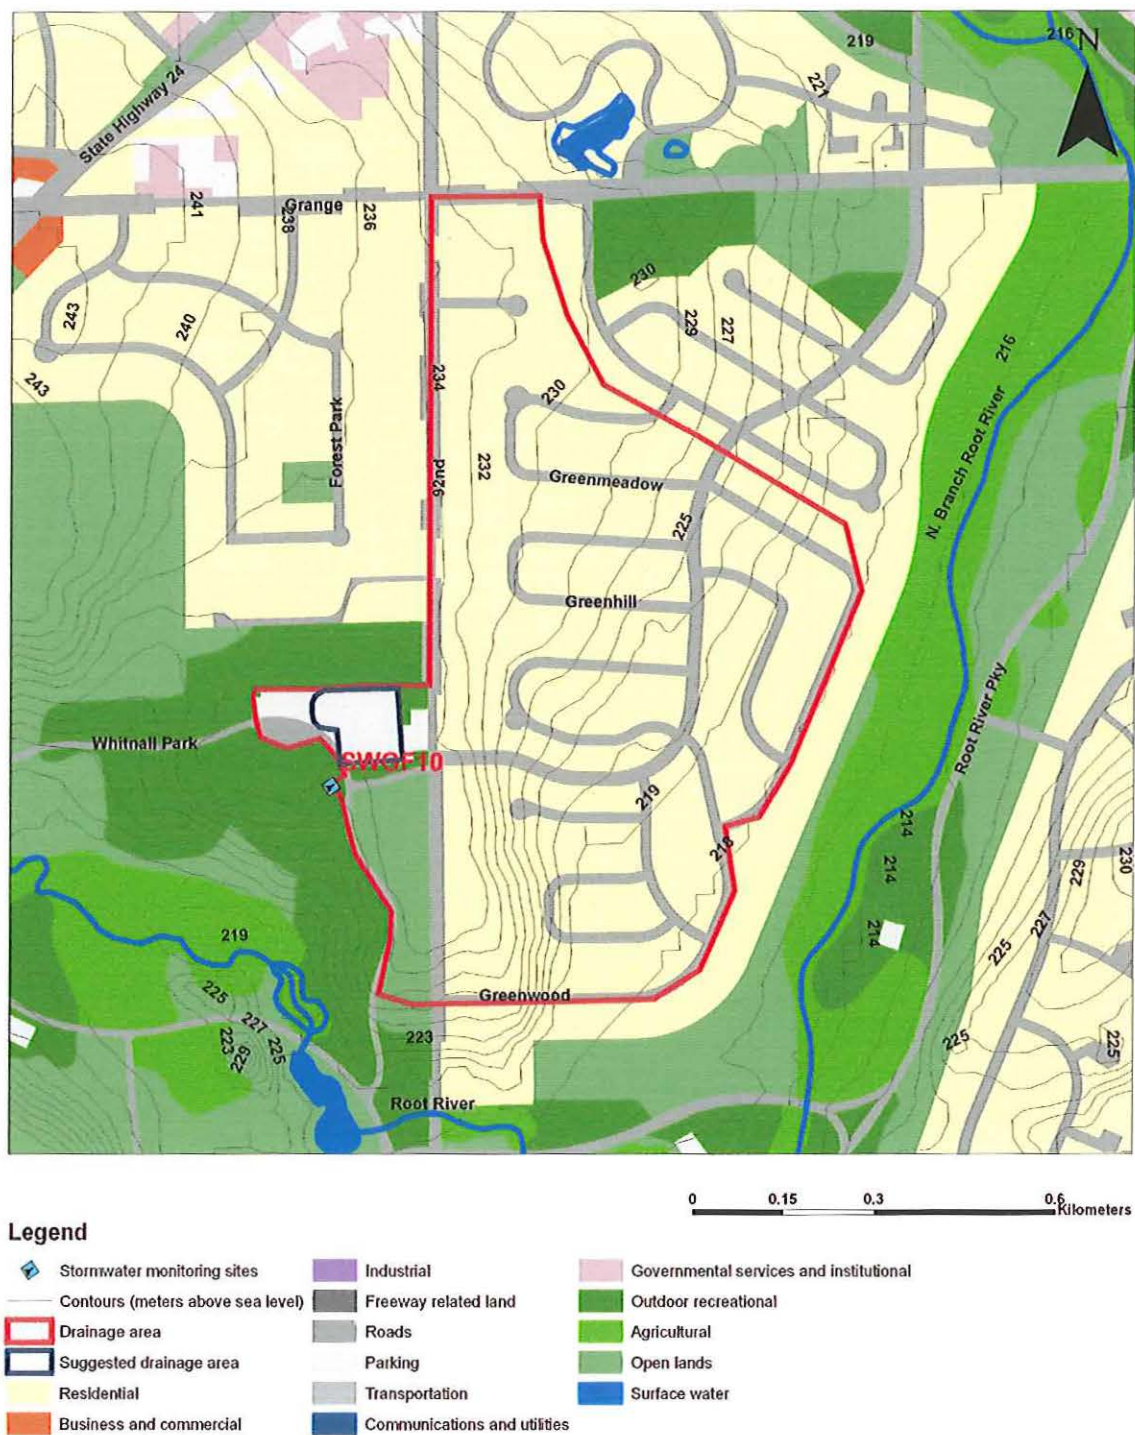 216
N
219
221
State Highway 24
241
238
Grange
236
230
243
240
229
227
243
234
230
216
Forest Park
92nd
232
Greenmeadow
225
N. Branch Root River
Greenhill
Root River Pky
Whitnall Park
SWOF10
219
218
214
214
214
230
229
227
219
225
225
227
223
229
225
Greenwood
223
225
225
Root River
0 0.15 0.3 0.6
Kilometers
Legend
Stormwater monitoring sites
Contours (meters above sea level)
Drainage area
Suggested drainage area
Residential
Business and commercial
Industrial
Freeway related land
Roads
Parking
Transportation
Communications and utilities
Governmental services and institutional
Outdoor recreational
Agricultural
Open lands
Surface water